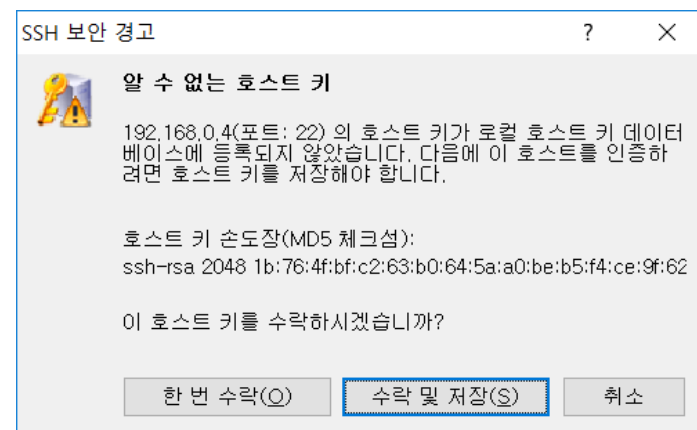 SSH 보안 경고
?
알 수 없는 호스트 키
192.168.0.4(포트: 22) 의 호스트 키가 로컬 호스트 키 데이터
베이스에 등록되지 않았습니다. 다음에 이 호스트를 인증하
려면 호스트 키를 저장해야 합니다.
호스트 키 손도장(MD5 체크섬):
ssh-rsa 2048 1b:76:4f:bf:c2:63:b0:64:5a:a0:be:b5:f4:ce:9f:62
이 호스트 키를 수락하시겠습니까?
한 번 수락(O)
수락 및 저장(S)
취소